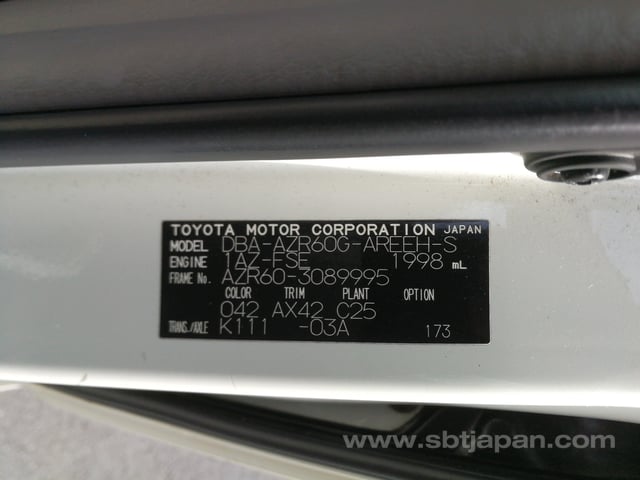 TOYOTA MOTOR CORPORATION JAPAN
MODEL DBA-AZR60G-AREEH-S
ENGINE 1AZ-FSE 1998 mL
FRAME No. AZR60-3089995
COLOR TRIM PLANT OPTION
042 AX42 C25
TRANS./AXLE K111 -03A 173
www.sbtjapan.com